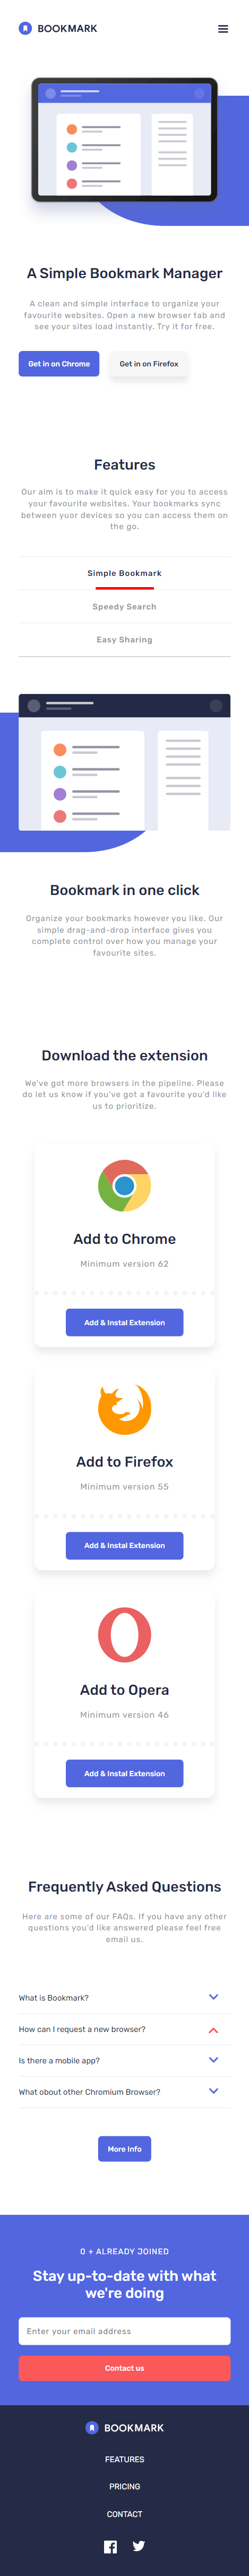 BOOKMARK
A Simple Bookmark Manager
A clean and simple interface to organize your
favourite websites. Open a new browser tab and
see your sites load instantly. Try it for free.
Get in on Chrome
Get in on Firefox
Features
Our aim is to make it quick easy for you to access
your favourite websites. Your bookmarks sync
between yuor devices so you can access them on
the go.
Simple Bookmark
Speedy Search
Easy Sharing
Bookmark in one click
Organize your bookmarks however you like. Our
simple drag-and-drop interface gives you
complete control over how you manage your
favourite sites.
Download the extension
We've got more browsers in the pipeline. Please
do let us know if you've got a favourite you'd like
us to prioritize.
Add to Chrome
Minimum version 62
Add & Instal Extension
Add to Firefox
Minimum version 55
Add & Instal Extension
Add to Opera
Minimum version 46
Add & Instal Extension
Frequently Asked Questions
Here are some of our FAQs. If you have any other
questions you'd like answered please feel free
email us.
What is Bookmark?
How can I request a new browser?
Is there a mobile app?
What obout other Chromium Browser?
More Info
0 + ALREADY JOINED
Stay up-to-date with what
we're doing
Enter your email address
Contact us
BOOKMARK
FEATURES
PRICING
CONTACT